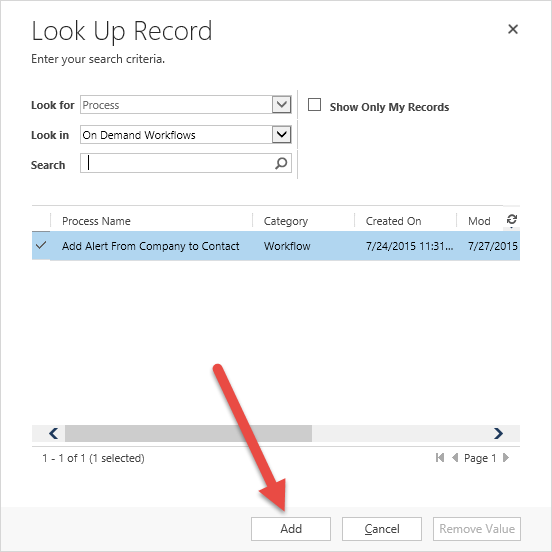 Look Up Record
Enter your search criteria.
Look for Process Show Only My Records
Look in On Demand Workflows
Search
Process Name Category Created On Mod
Add Alert From Company to Contact Workflow 7/24/2015 11:31... 7/27/2015
1 - 1 of 1 (1 selected) Page 1
Add Cancel Remove Value